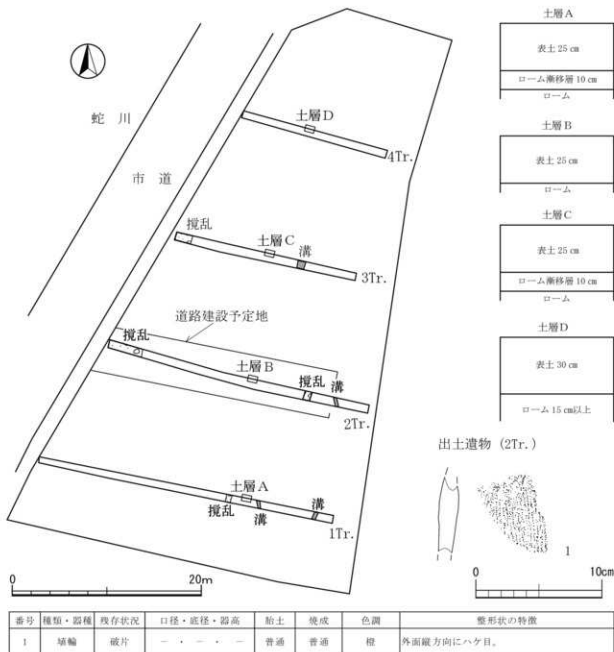 土層A
表土 25 ㎝
ローム漸移層 10 ㎝
ローム
土層B
表土 25 ㎝
ローム
土層C
表土 25 ㎝
ローム漸移層 10 ㎝
ローム
土層D
表土 30 ㎝
ローム 15 ㎝以上
蛇 川
市 道
土層D
4Tr.
撹乱
土層C
溝
3Tr.
道路建設予定地
撹乱
土層B
撹乱
溝
2Tr.
土層A
撹乱
溝
溝
1Tr.
0 20m
出土遺物 (2Tr.)
1
0 10cm
番号 種類・器種 残存状況 口径・底径・器高 胎土 焼成 色調 整形状の特徴
1 埴輪 破片 − ・ − ・ − 普通 普通 橙 外面縦方向にハケ目。